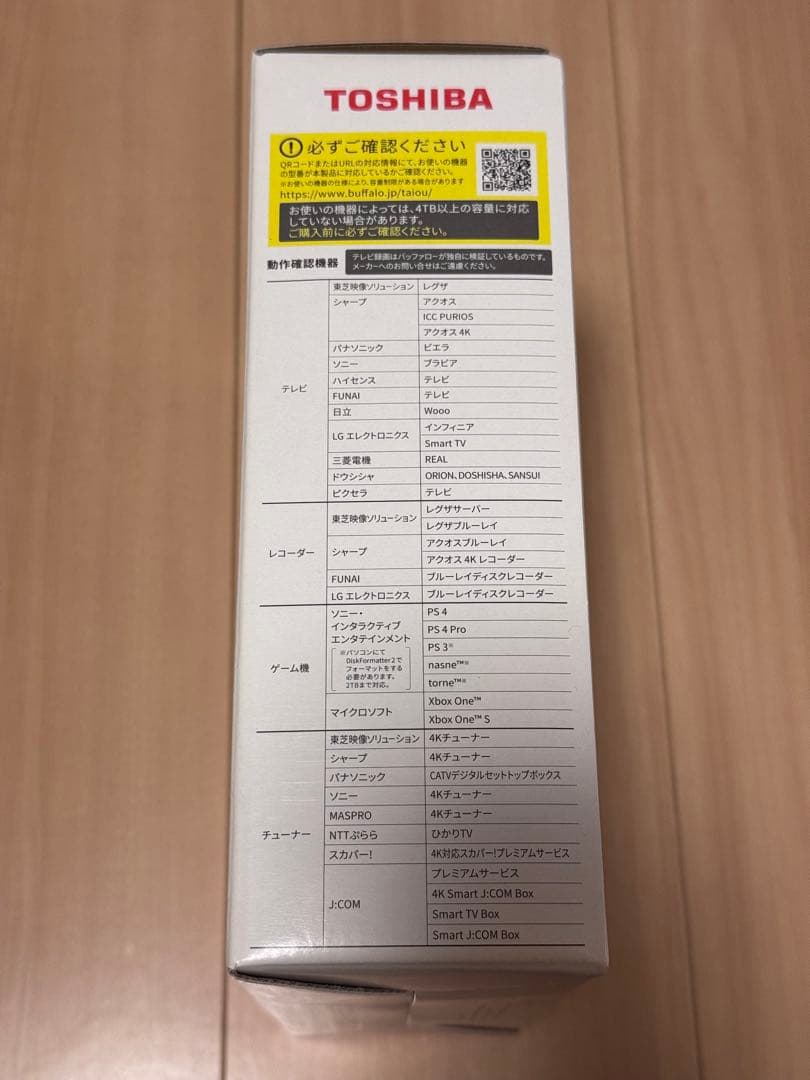 TOSHIBA
必ずご確認ください
QRコードまたはURLの対応情報にて、お使いの機器
の型番が本製品に対応しているかご確認ください。
※お使いの機器の仕様により、容量制限がある場合があります
https://www.buffalo.jp/taiou/
お使いの機器によっては、4TB以上の容量に対応
していない場合があります。
ご購入前に必ずご確認ください。
動作確認機器
テレビ録画はバッファローが独自に検証しているものです。
メーカーへのお問い合せはご遠慮ください。
テレビ
東芝映像ソリューション レグザ
シャープ アクオス
ICC PURIOS
アクオス 4K
パナソニック ビエラ
ソニー ブラビア
ハイセンス テレビ
FUNAI テレビ
日立 Wooo
LG エレクトロニクス インフィニア
Smart TV
三菱電機 REAL
ドウシシャ ORION、DOSHISHA、SANSUI
ピクセラ テレビ
レコーダー
東芝映像ソリューション レグザサーバー
レグザブルーレイ
シャープ アクオスブルーレイ
アクオス 4K レコーダー
FUNAI ブルーレイディスクレコーダー
LG エレクトロニクス ブルーレイディスクレコーダー
ゲーム機
ソニー・
インタラクティブ
エンタテインメント
※パソコンにて
DiskFormatter2で
フォーマットをする
必要があります。
2TBまで対応。
PS 4
PS 4 Pro
PS 3※
nasne™※
torne™※
マイクロソフト Xbox One™
Xbox One™ S
チューナー
東芝映像ソリューション 4Kチューナー
シャープ 4Kチューナー
パナソニック CATVデジタルセットトップボックス
ソニー 4Kチューナー
MASPRO 4Kチューナー
NTTぷらら ひかりTV
スカパー! 4K対応スカパー!プレミアムサービス
プレミアムサービス
J:COM 4K Smart J:COM Box
Smart TV Box
Smart J:COM Box